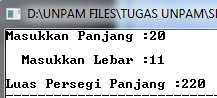 D:\UNPAM FILES\TUGAS UNPAM\S
Masukkan Panjang :20
Masukkan Lebar :11
Luas Persegi Panjang :220